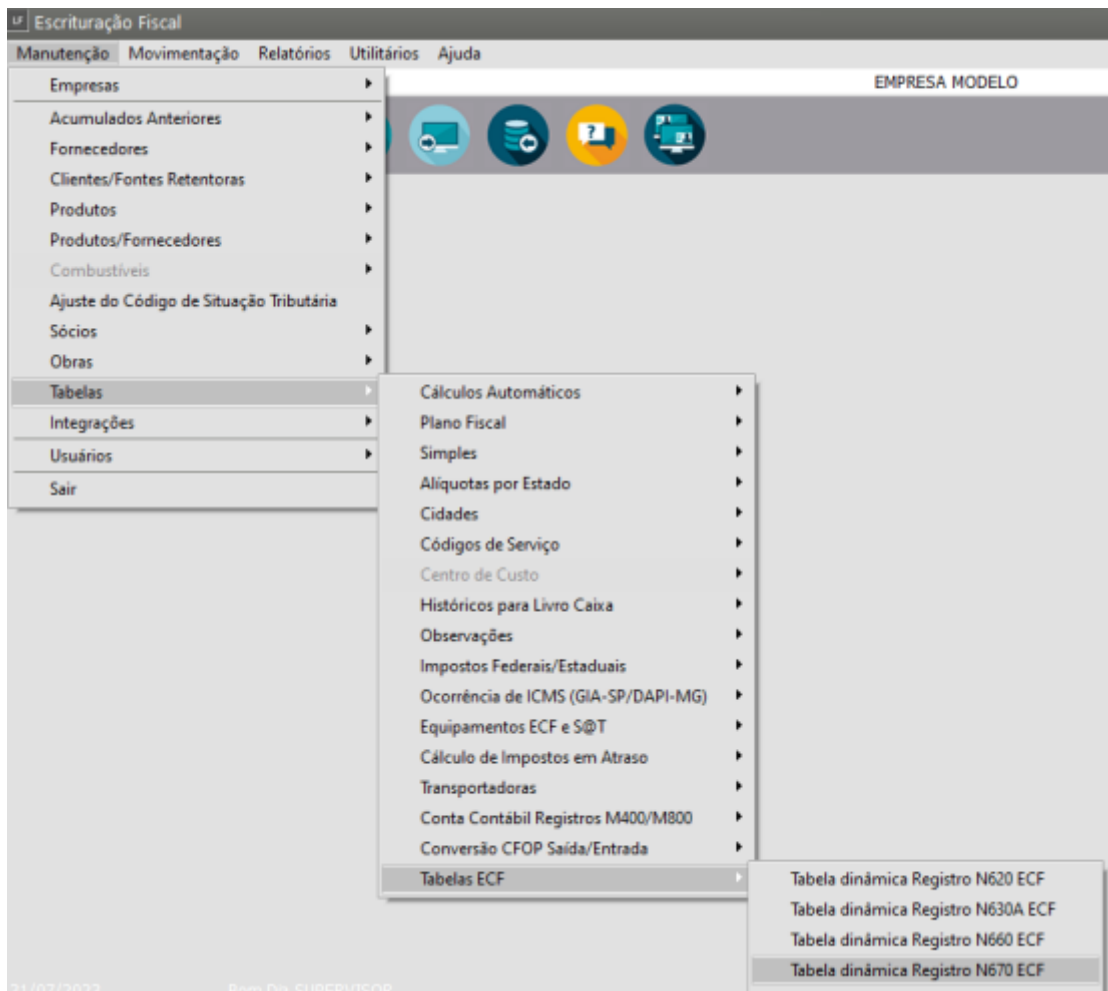 LF Escrituração Fiscal
Manutenção Movimentação Relatórios Utilitários Ajuda
EMPRESA MODELO
Empresas
Acumulados Anteriores
Fornecedores
Clientes/Fontes Retentoras
Produtos
Produtos/Fornecedores
Combustíveis
Ajuste do Código de Situação Tributária
Sócios
Obras
Tabelas
Integrações
Usuários
Sair
Cálculos Automáticos
Plano Fiscal
Simples
Alíquotas por Estado
Cidades
Códigos de Serviço
Centro de Custo
Históricos para Livro Caixa
Observações
Impostos Federais/Estaduais
Ocorrência de ICMS (GIA-SP/DAPI-MG)
Equipamentos ECF e S@T
Cálculo de Impostos em Atraso
Transportadoras
Conta Contábil Registros M400/M800
Conversão CFOP Saída/Entrada
Tabelas ECF
Tabela dinâmica Registro N620 ECF
Tabela dinâmica Registro N630A ECF
Tabela dinâmica Registro N660 ECF
Tabela dinâmica Registro N670 ECF
Bom Dia SUPERVISOR